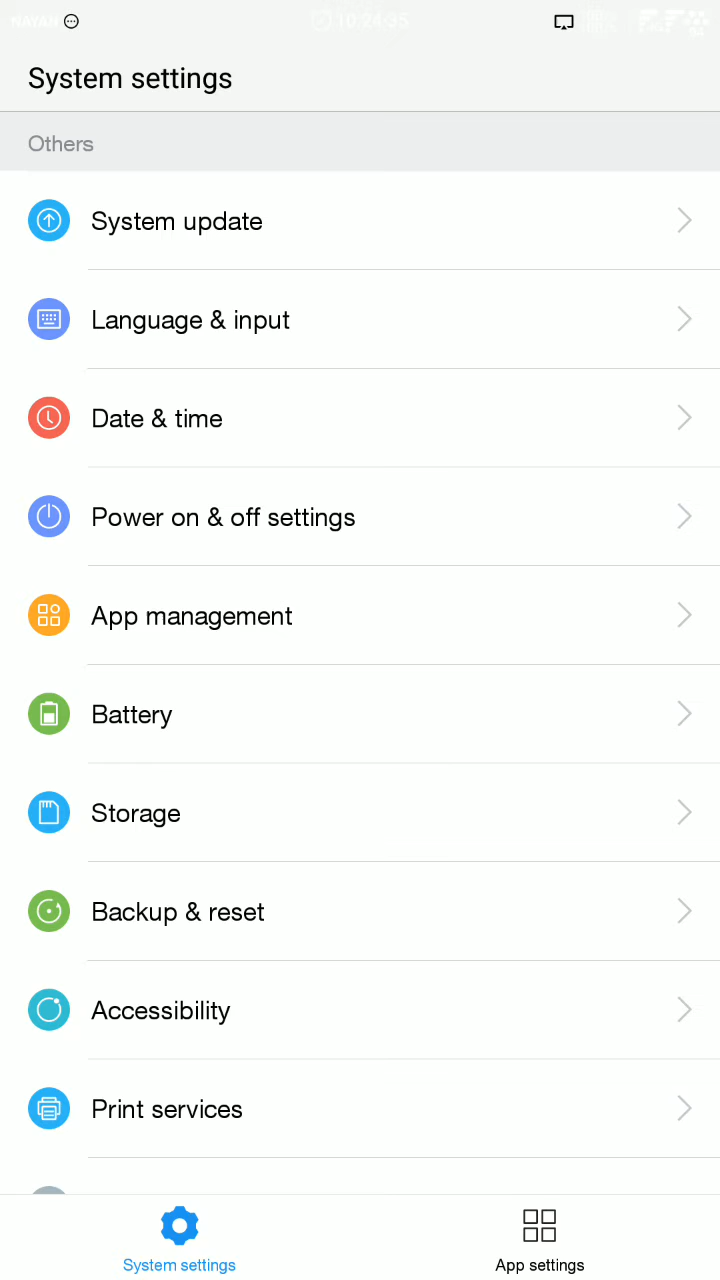 NAYAN
System settings
Others
System update
Language & input
Date & time
Power on & off settings
App management
Battery
Storage
Backup & reset
Accessibility
Print services
System settings
App settings